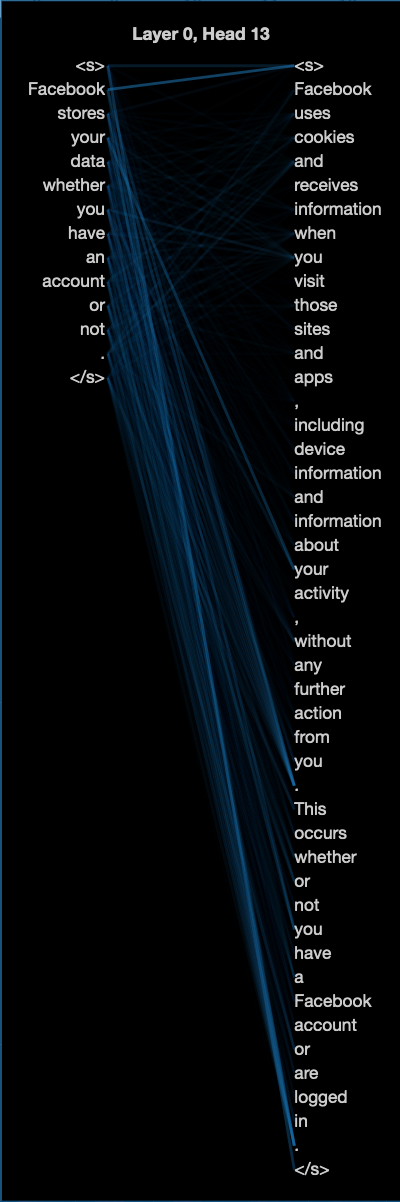 Layer 0, Head 13
<s> <s>
Facebook Facebook
stores uses
your cookies
data and
whether receives
you information
have when
an you
account visit
or those
not sites
. and
</s> apps
,
including
device
information
and
information
about
your
activity
,
without
any
further
action
from
you
.
This
occurs
whether
or
not
you
have
a
Facebook
account
or
are
logged
in
.
</s>